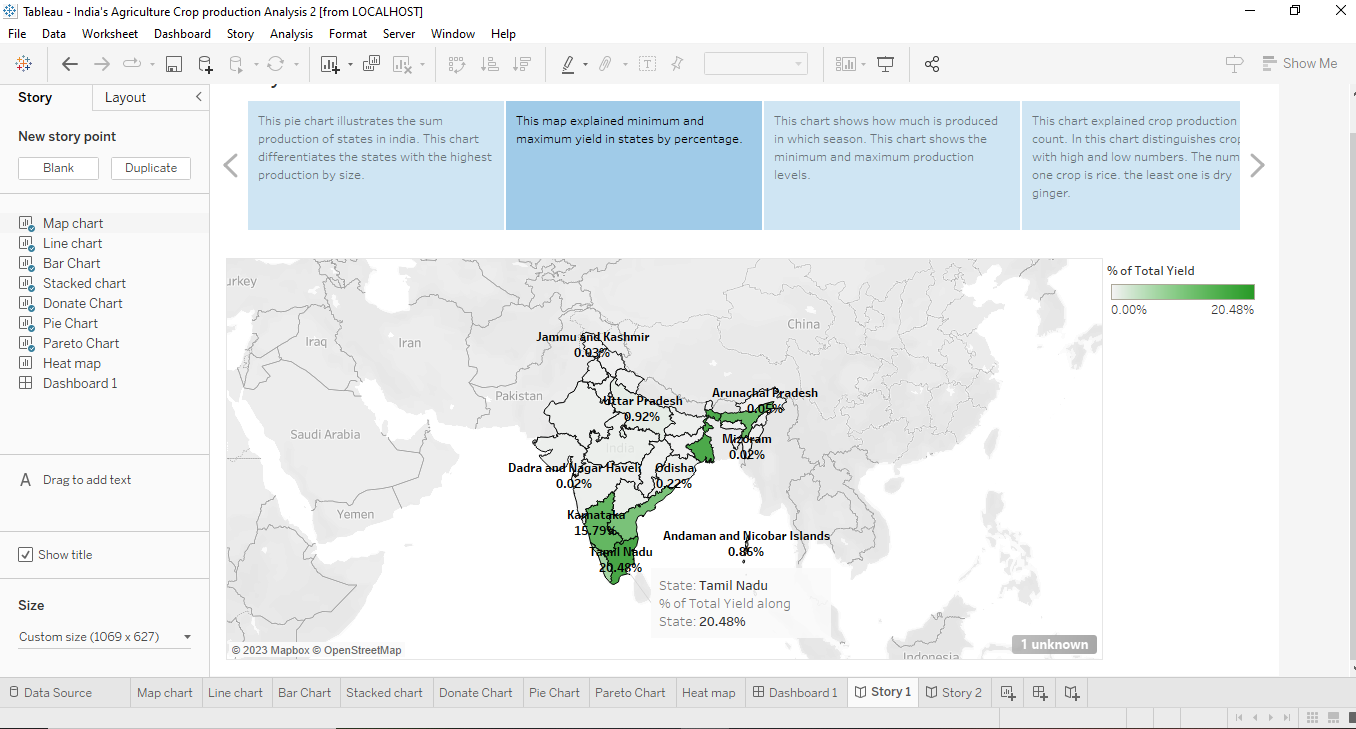 Tableau - India's Agriculture Crop production Analysis 2 [from LOCALHOST]
File Data Worksheet Dashboard Story Analysis Format Server Window Help
Show Me
Story Layout
New story point
Blank Duplicate
Map chart
Line chart
Bar Chart
Stacked chart
Donate Chart
Pie Chart
Pareto Chart
Heat map
Dashboard 1
A Drag to add text
Show title
Size
Custom size (1069 x 627)
This pie chart illustrates the sum
production of states in india. This chart
differentiates the states with the highest
production by size.
This map explained minimum and
maximum yield in states by percentage.
This chart shows how much is produced
in which season. This chart shows the
minimum and maximum production
levels.
This chart explained crop production
count. In this chart distinguishes crop
with high and low numbers. The num
one crop is rice. the least one is dry
ginger.
% of Total Yield
0.00% 20.48%
urkey
Iraq
Iran
China
Pakistan
Saudi Arabia
Yemen
India
Indonesia
Jammu and Kashmir
0.03%
Arunachal Pradesh
0.05%
Uttar Pradesh
0.92%
Mizoram
0.02%
Dadra and Nagar Haveli
0.02%
Odisha
0.22%
Karnataka
15.79%
Andaman and Nicobar Islands
0.86%
Tamil Nadu
20.48%
State: Tamil Nadu
% of Total Yield along
State: 20.48%
1 unknown
© 2023 Mapbox © OpenStreetMap
Data Source Map chart Line chart Bar Chart Stacked chart Donate Chart Pie Chart Pareto Chart Heat map Dashboard 1 Story 1 Story 2